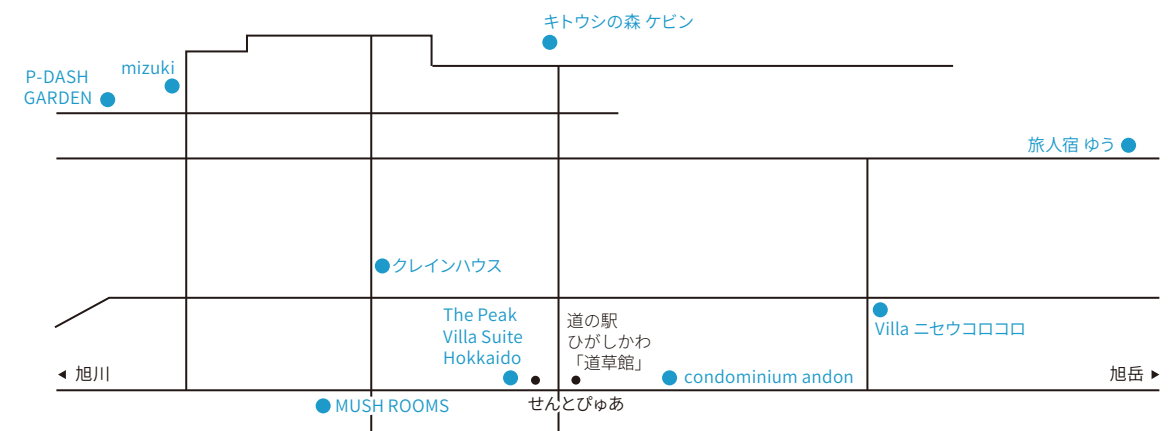 キトウシの森 ケビン
mizuki
P-DASH
GARDEN
旅人宿 ゆう
クレインハウス
The Peak
Villa Suite
Hokkaido
道の駅
ひがしかわ
「道草館」
Villa ニセウコロコロ
◀ 旭川
condominium andon
旭岳 ▶
MUSH ROOMS
せんとぴゅあ